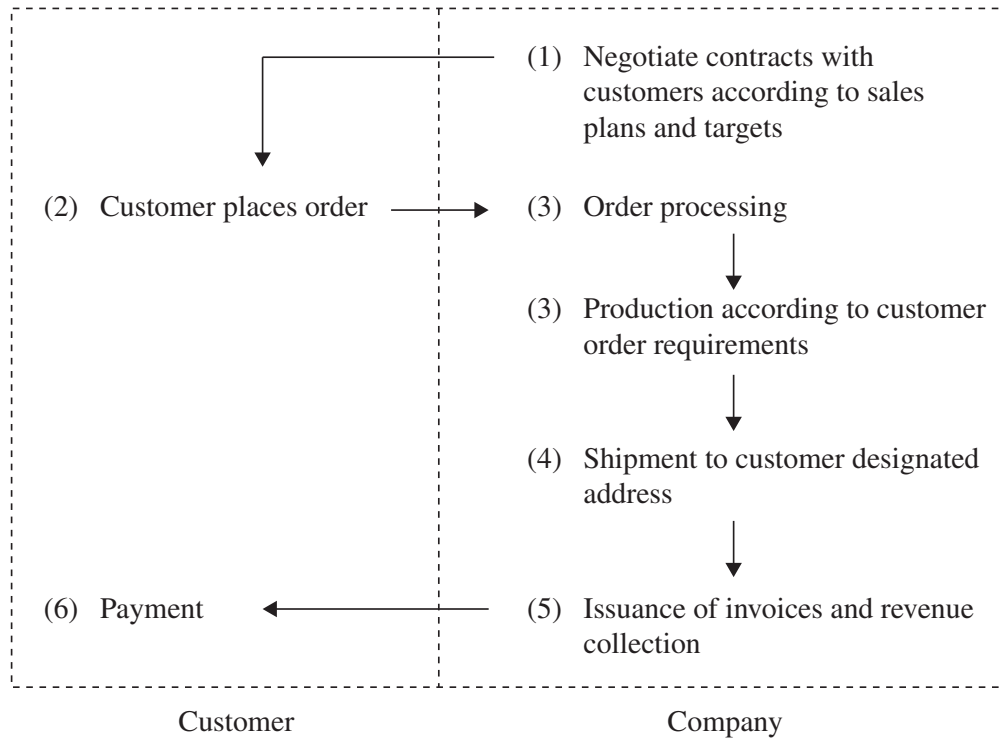 (1) Negotiate contracts with
customers according to sales
plans and targets
(2) Customer places order
(3) Order processing
(3) Production according to customer
order requirements
(4) Shipment to customer designated
address
(6) Payment
(5) Issuance of invoices and revenue
collection
Customer
Company